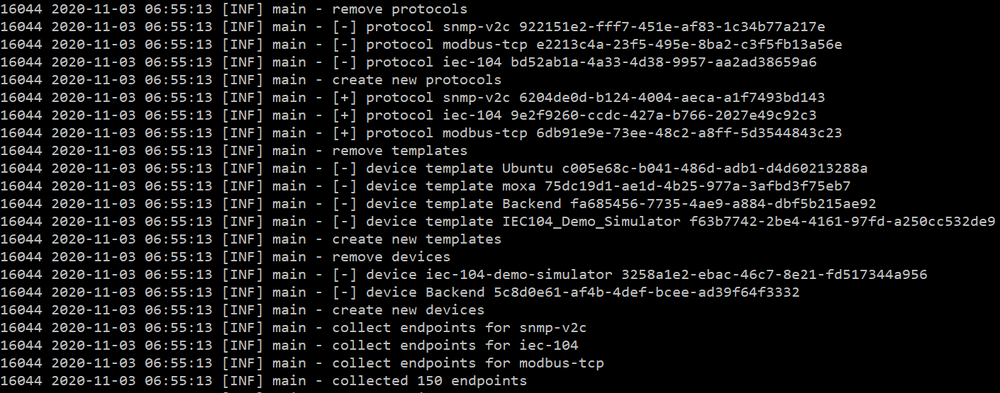 16044 2020-11-03 06:55:13 [INF] main - remove protocols
16044 2020-11-03 06:55:13 [INF] main - [-] protocol snmp-v2c 922151e2-fff7-451e-af83-1c34b77a217e
16044 2020-11-03 06:55:13 [INF] main - [-] protocol modbus-tcp e2213c4a-23f5-495e-8ba2-c3f5fb13a56e
16044 2020-11-03 06:55:13 [INF] main - [-] protocol iec-104 bd52ab1a-4a33-4d38-9957-aa2ad38659a6
16044 2020-11-03 06:55:13 [INF] main - create new protocols
16044 2020-11-03 06:55:13 [INF] main - [+] protocol snmp-v2c 6204de0d-b124-4004-aeca-a1f7493bd143
16044 2020-11-03 06:55:13 [INF] main - [+] protocol iec-104 9e2f9260-ccdc-427a-b766-2027e49c92c3
16044 2020-11-03 06:55:13 [INF] main - [+] protocol modbus-tcp 6db91e9e-73ee-48c2-a8ff-5d3544843c23
16044 2020-11-03 06:55:13 [INF] main - remove templates
16044 2020-11-03 06:55:13 [INF] main - [-] device template Ubuntu c005e68c-b041-486d-adb1-d4d60213288a
16044 2020-11-03 06:55:13 [INF] main - [-] device template moxa 75dc19d1-ae1d-4b25-977a-3afbd3f75eb7
16044 2020-11-03 06:55:13 [INF] main - [-] device template Backend fa685456-7735-4ae9-a884-dbf5b215ae92
16044 2020-11-03 06:55:13 [INF] main - [-] device template IEC104_Demo_Simulator f63b7742-2be4-4161-97fd-a250cc532de9
16044 2020-11-03 06:55:13 [INF] main - create new templates
16044 2020-11-03 06:55:13 [INF] main - remove devices
16044 2020-11-03 06:55:13 [INF] main - [-] device iec-104-demo-simulator 3258a1e2-ebac-46c7-8e21-fd517344a956
16044 2020-11-03 06:55:13 [INF] main - [-] device Backend 5c8d0e61-af4b-4def-bcee-ad39f64f3332
16044 2020-11-03 06:55:13 [INF] main - create new devices
16044 2020-11-03 06:55:13 [INF] main - collect endpoints for snmp-v2c
16044 2020-11-03 06:55:13 [INF] main - collect endpoints for iec-104
16044 2020-11-03 06:55:13 [INF] main - collect endpoints for modbus-tcp
16044 2020-11-03 06:55:13 [INF] main - collected 150 endpoints